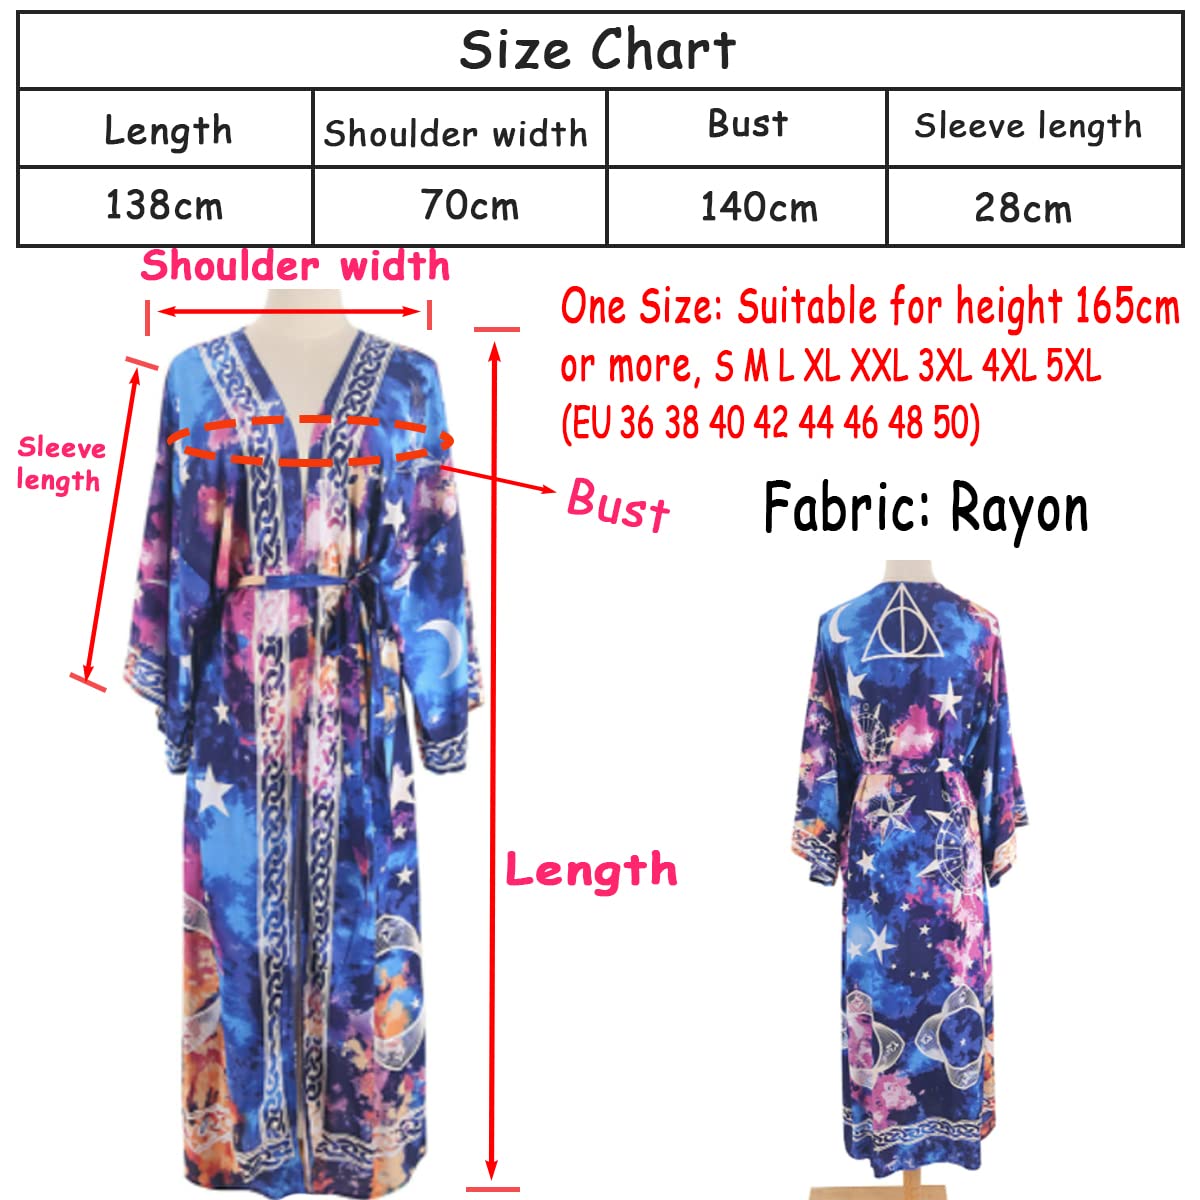 Size Chart
Length Shoulder width Bust Sleeve length
138cm 70cm 140cm 28cm
Shoulder width
One Size: Suitable for height 165cm
or more, S M L XL XXL 3XL 4XL 5XL
(EU 36 38 40 42 44 46 48 50)
Sleeve
length
Bust
Fabric: Rayon
Length